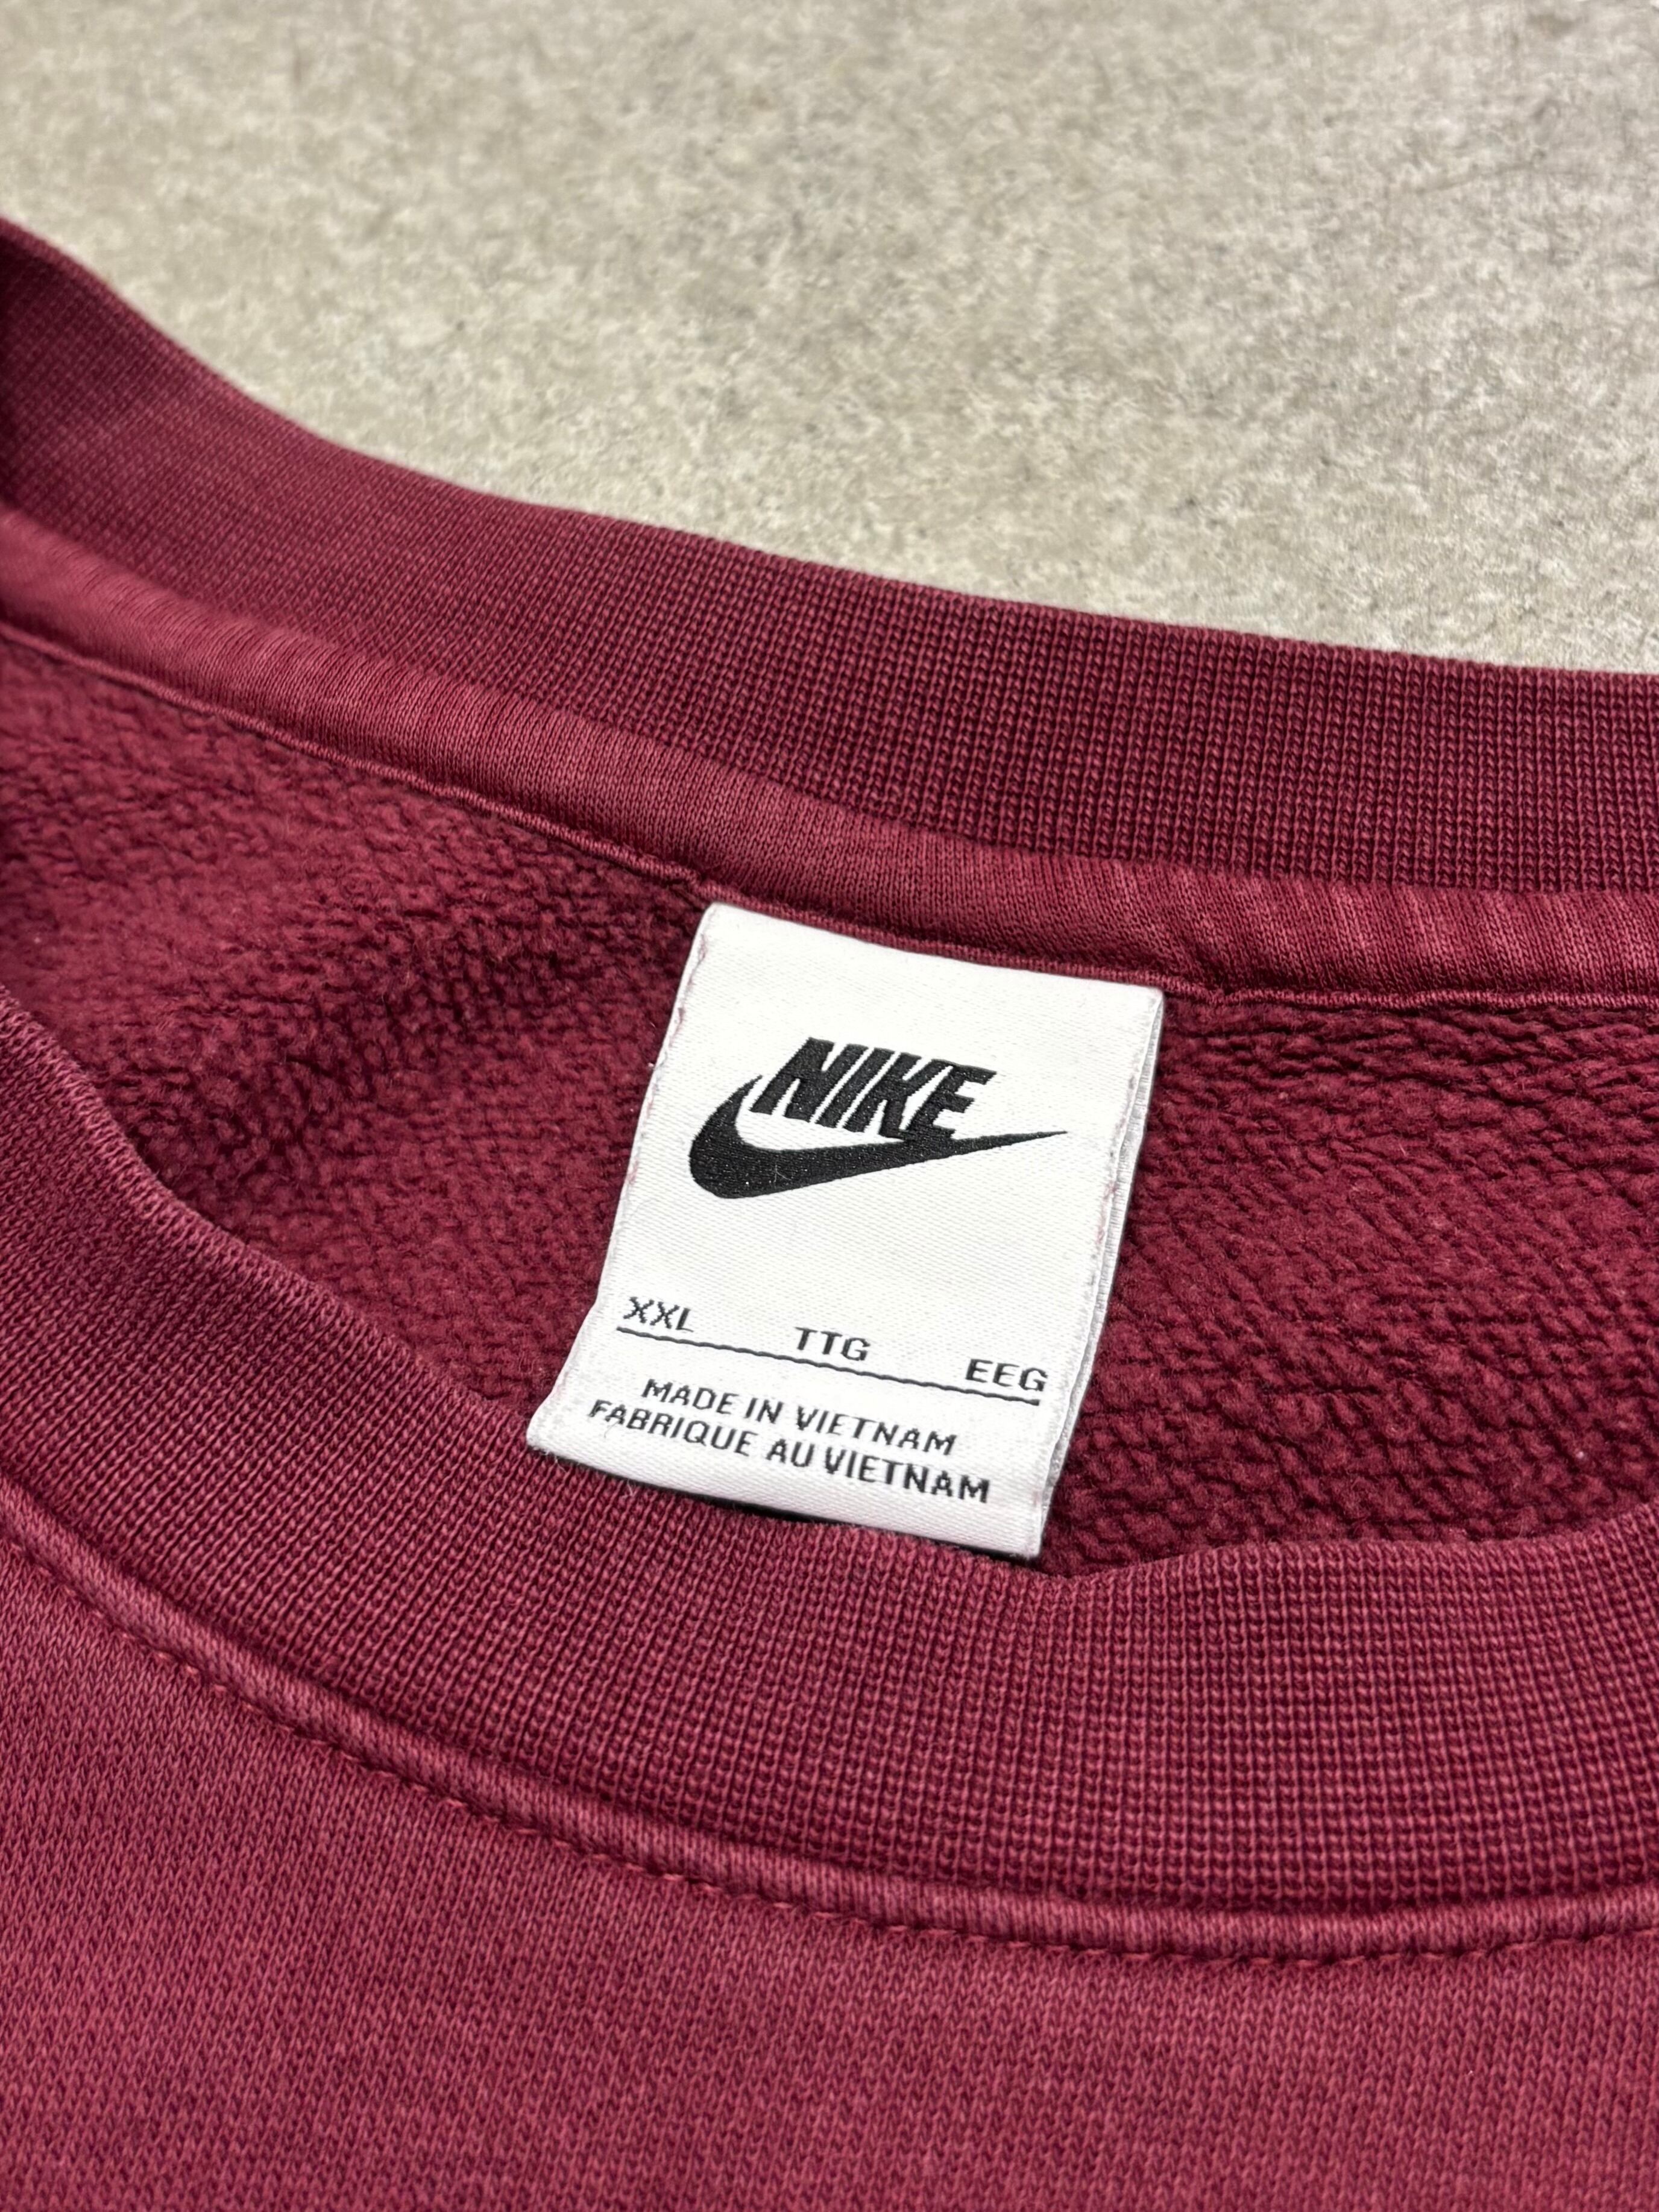 NIKE
XXL TTG EEG
MADE IN VIETNAM
FABRIQUE AU VIETNAM